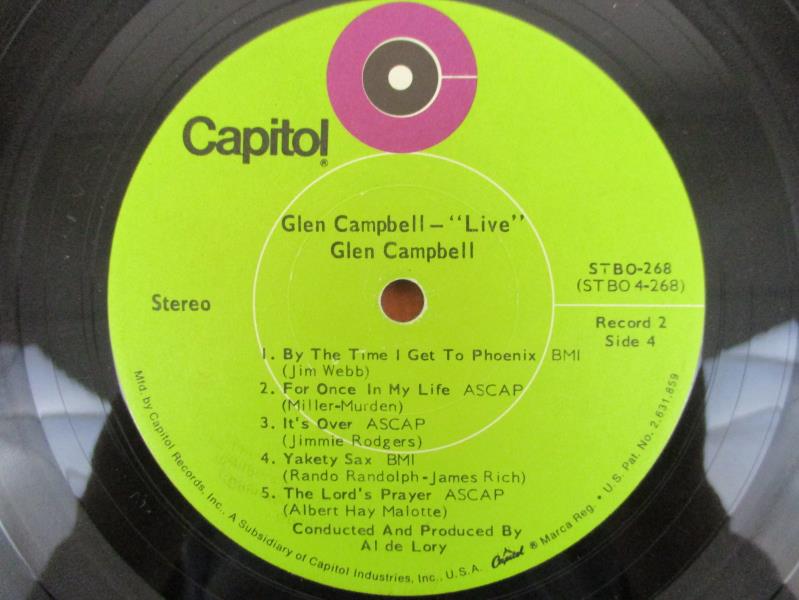 Capitol®
Glen Campbell – "Live"
Glen Campbell
Stereo
STBO-268
(STBO 4-268)
Record 2
Side 4
1. By The Time I Get To Phoenix BMI
(Jim Webb)
2. For Once In My Life ASCAP
(Miller-Murden)
3. It's Over ASCAP
(Jimmie Rodgers)
4. Yakety Sax BMI
(Rando Randolph-James Rich)
5. The Lord's Prayer ASCAP
(Albert Hay Malotte)
Conducted And Produced By
Al de Lory
Mfd. by Capitol Records, Inc., A Subsidiary of Capitol Industries, Inc., U.S.A. Capitol ® Marca Reg. • U.S. Pat. No. 2,631,859